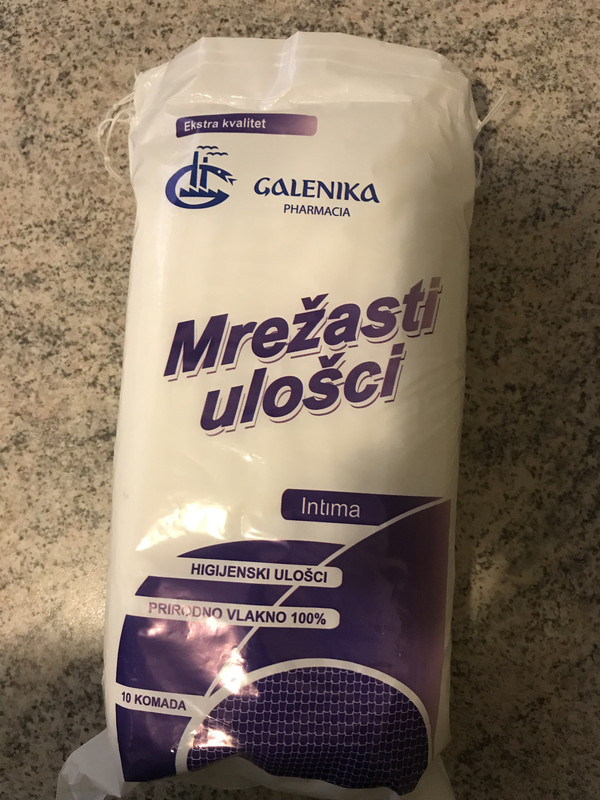 Ekstra kvalitet
GALENIKA
PHARMACIA
Mrežasti
ulošci
Intima
HIGIJENSKI ULOŠCI
PRIRODNO VLAKNO 100%
10 KOMADA